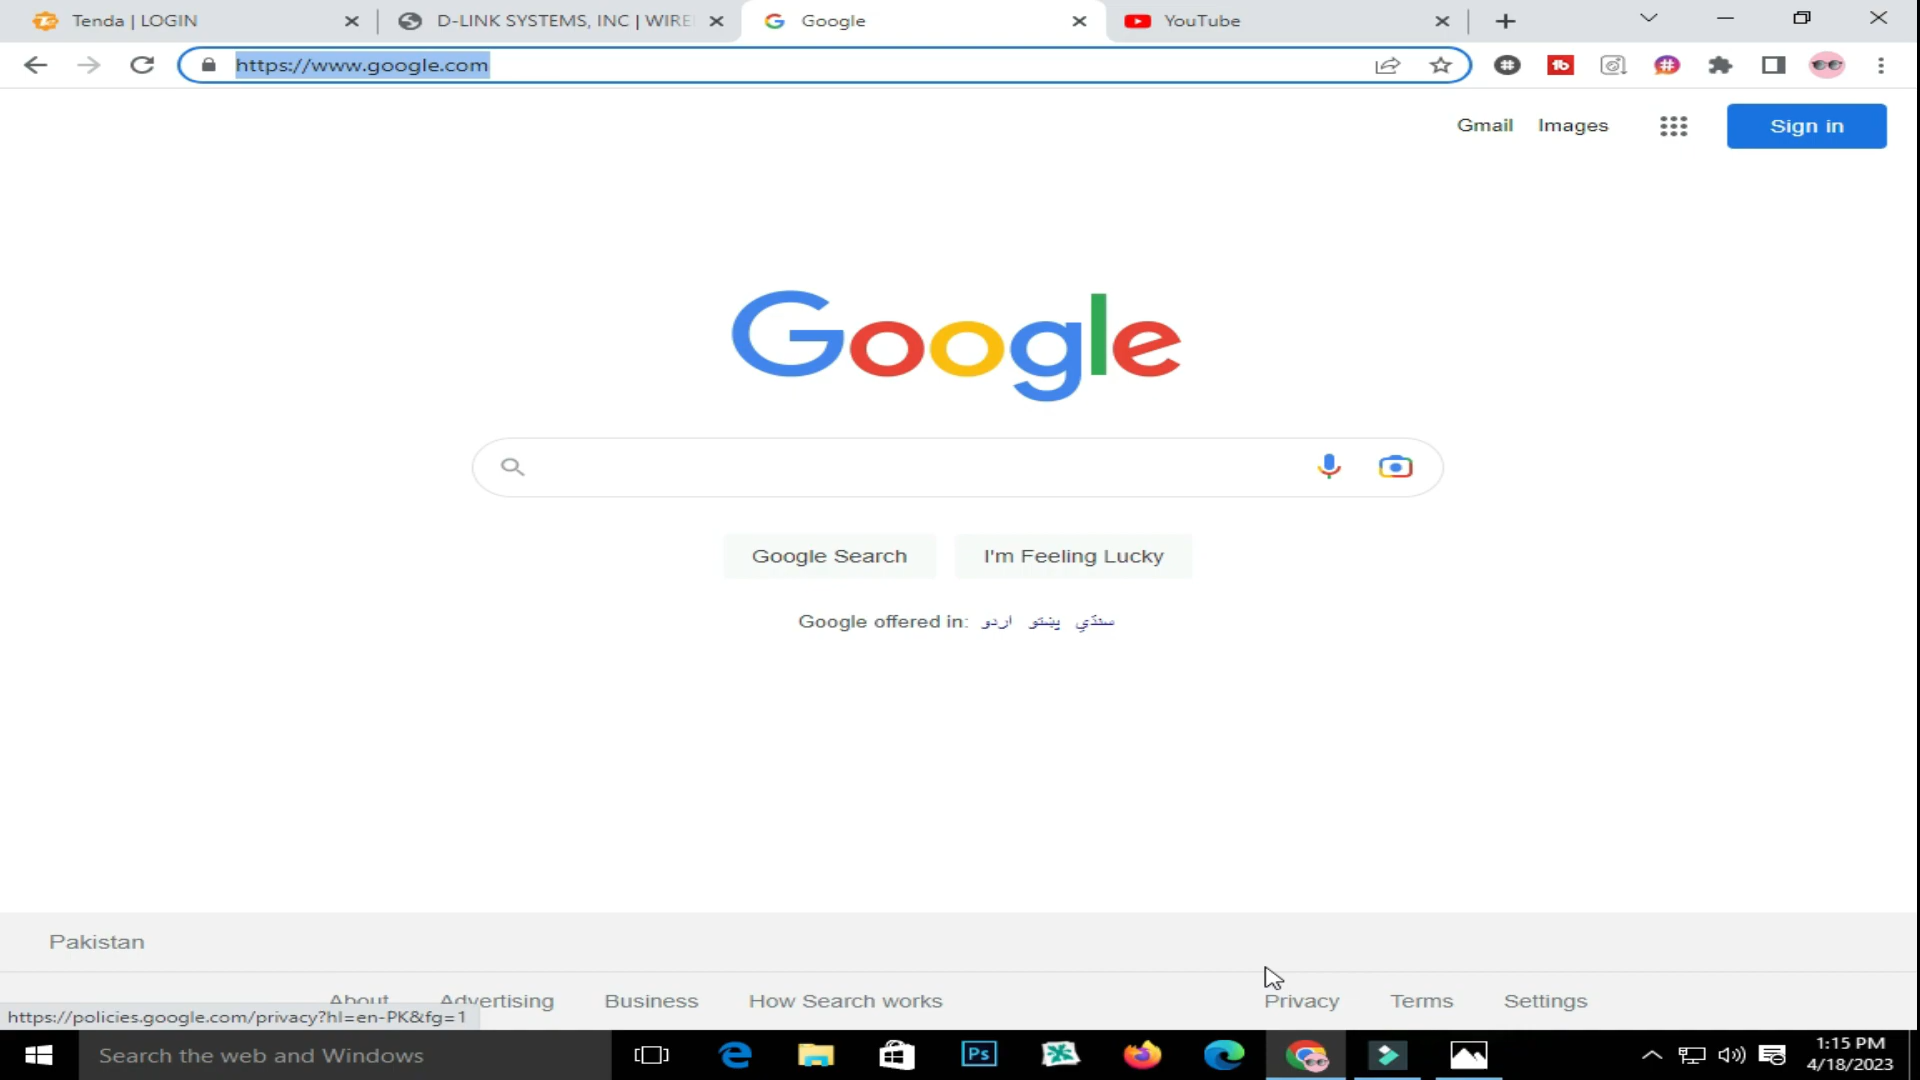 Tenda | LOGIN
D-LINK SYSTEMS, INC | WIRE
Google
YouTube
https://www.google.com
Gmail
Images
Sign in
Google
Google Search
I'm Feeling Lucky
Google offered in: اردو پښتو سنڌي
Pakistan
About
Advertising
Business
How Search works
Privacy
Terms
Settings
https://policies.google.com/privacy?hl=en-PK&fg=1
Search the web and Windows
Ps
1:15 PM
4/18/2023